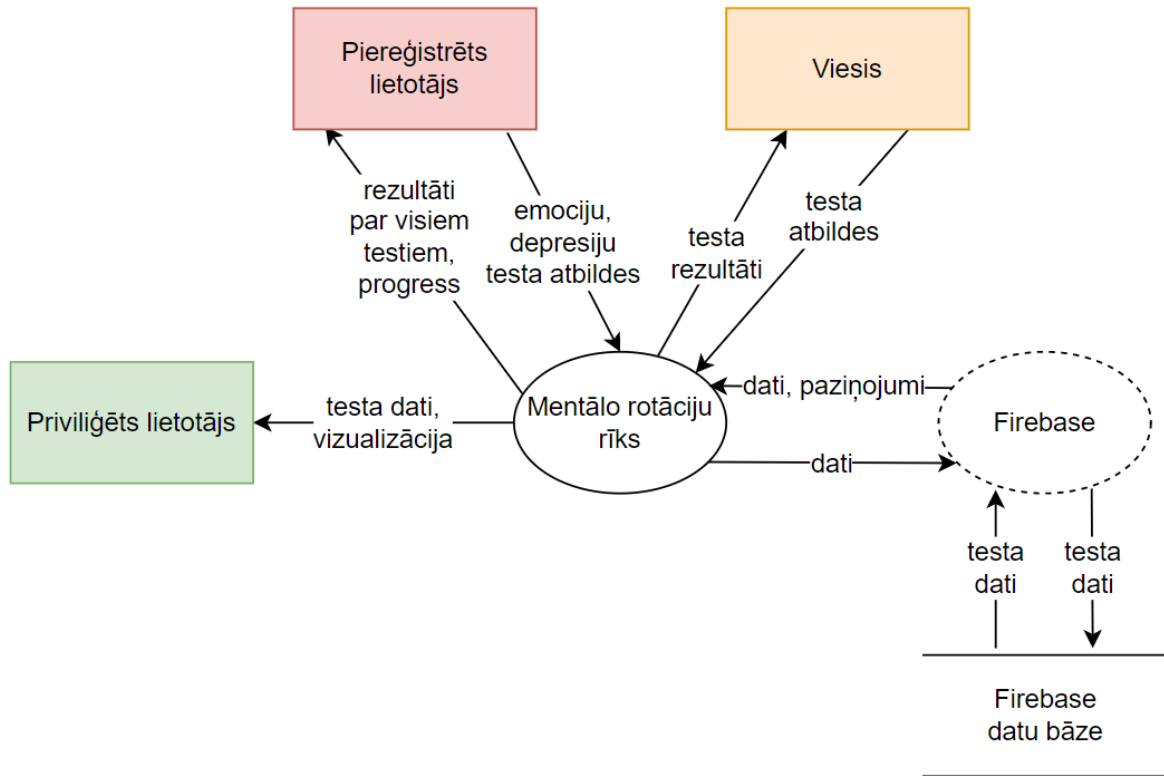 Piereģistrēts
lietotājs
Viesis
rezultāti
par visiem
testiem,
progress
emociju,
depresiju
testa atbildes
testa
rezultāti
testa
atbildes
Priviliģēts lietotājs
testa dati,
vizualizācija
Mentālo rotāciju
rīks
dati, paziņojumi
dati
Firebase
testa
dati
testa
dati
Firebase
datu bāze